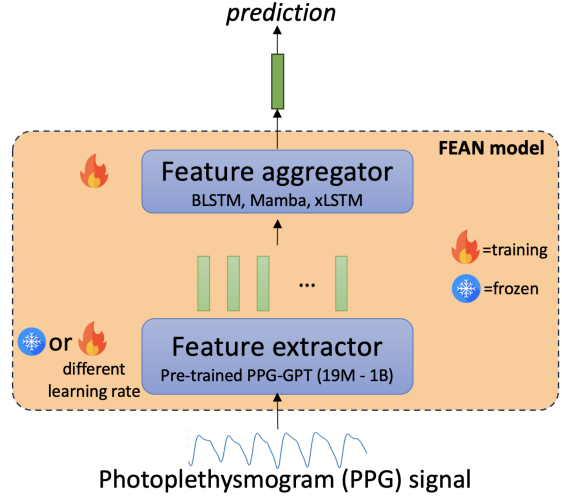 prediction
FEAN model
Feature aggregator
BLSTM, Mamba, xLSTM
=training
...
=frozen
or
different
learning rate
Feature extractor
Pre-trained PPG-GPT (19M - 1B)
Photoplethysmogram (PPG) signal